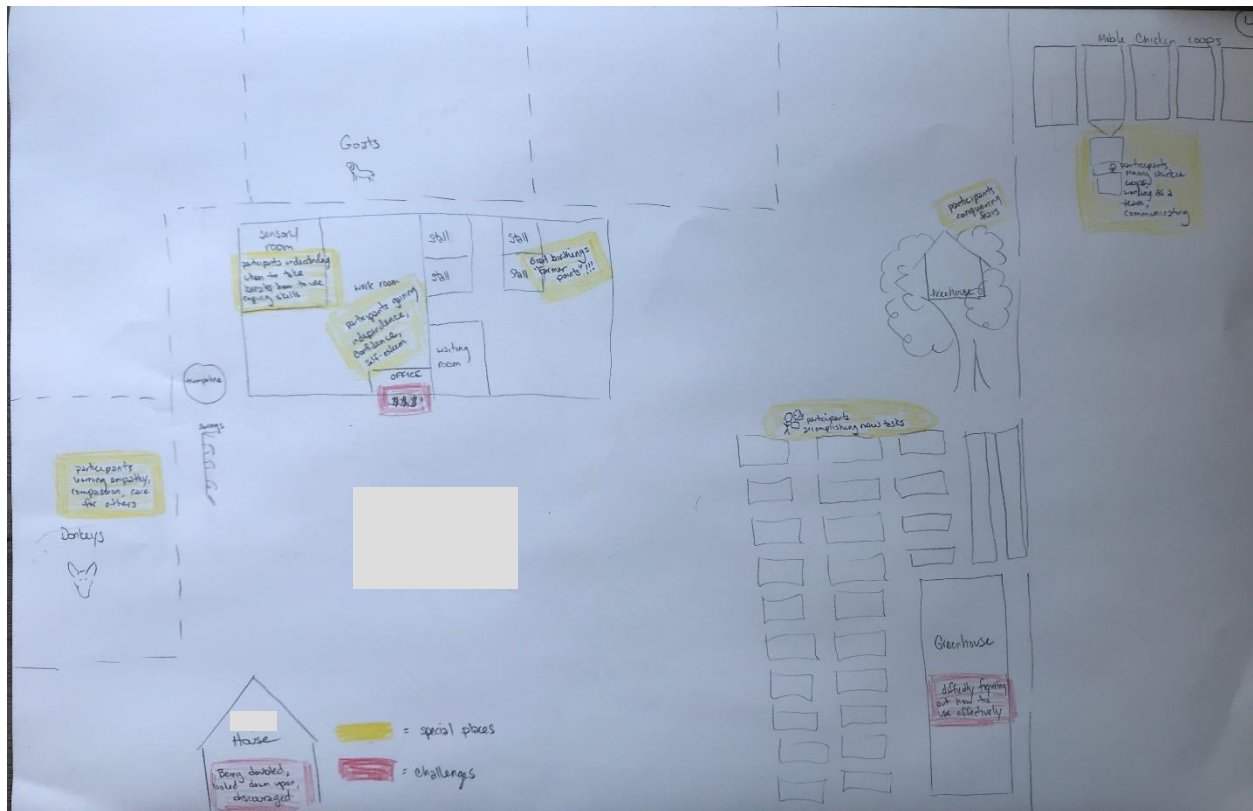 4
Mobile Chicken Coops
participants
moving chicken
coops,
working as a
team,
communicating
Goats
participants
conquering
fears
treehouse
sensory
room
participants indentifying
when to take
breaks, how to use
coping skills
work room
participants gaining
independence,
confidence,
self-esteem
stall
stall
stall
stall
Goat birthings
"Farmer
points"!!!
waiting
room
OFFICE
$$$!
trampoline
swings
participants
learning empathy,
compassion, care
for others
Donkeys
participants
accomplishing new tasks
Greenhouse
difficulty figuring
out how to
use effectively
House
Being doubted,
looked down upon,
discouraged
= special places
= challenges